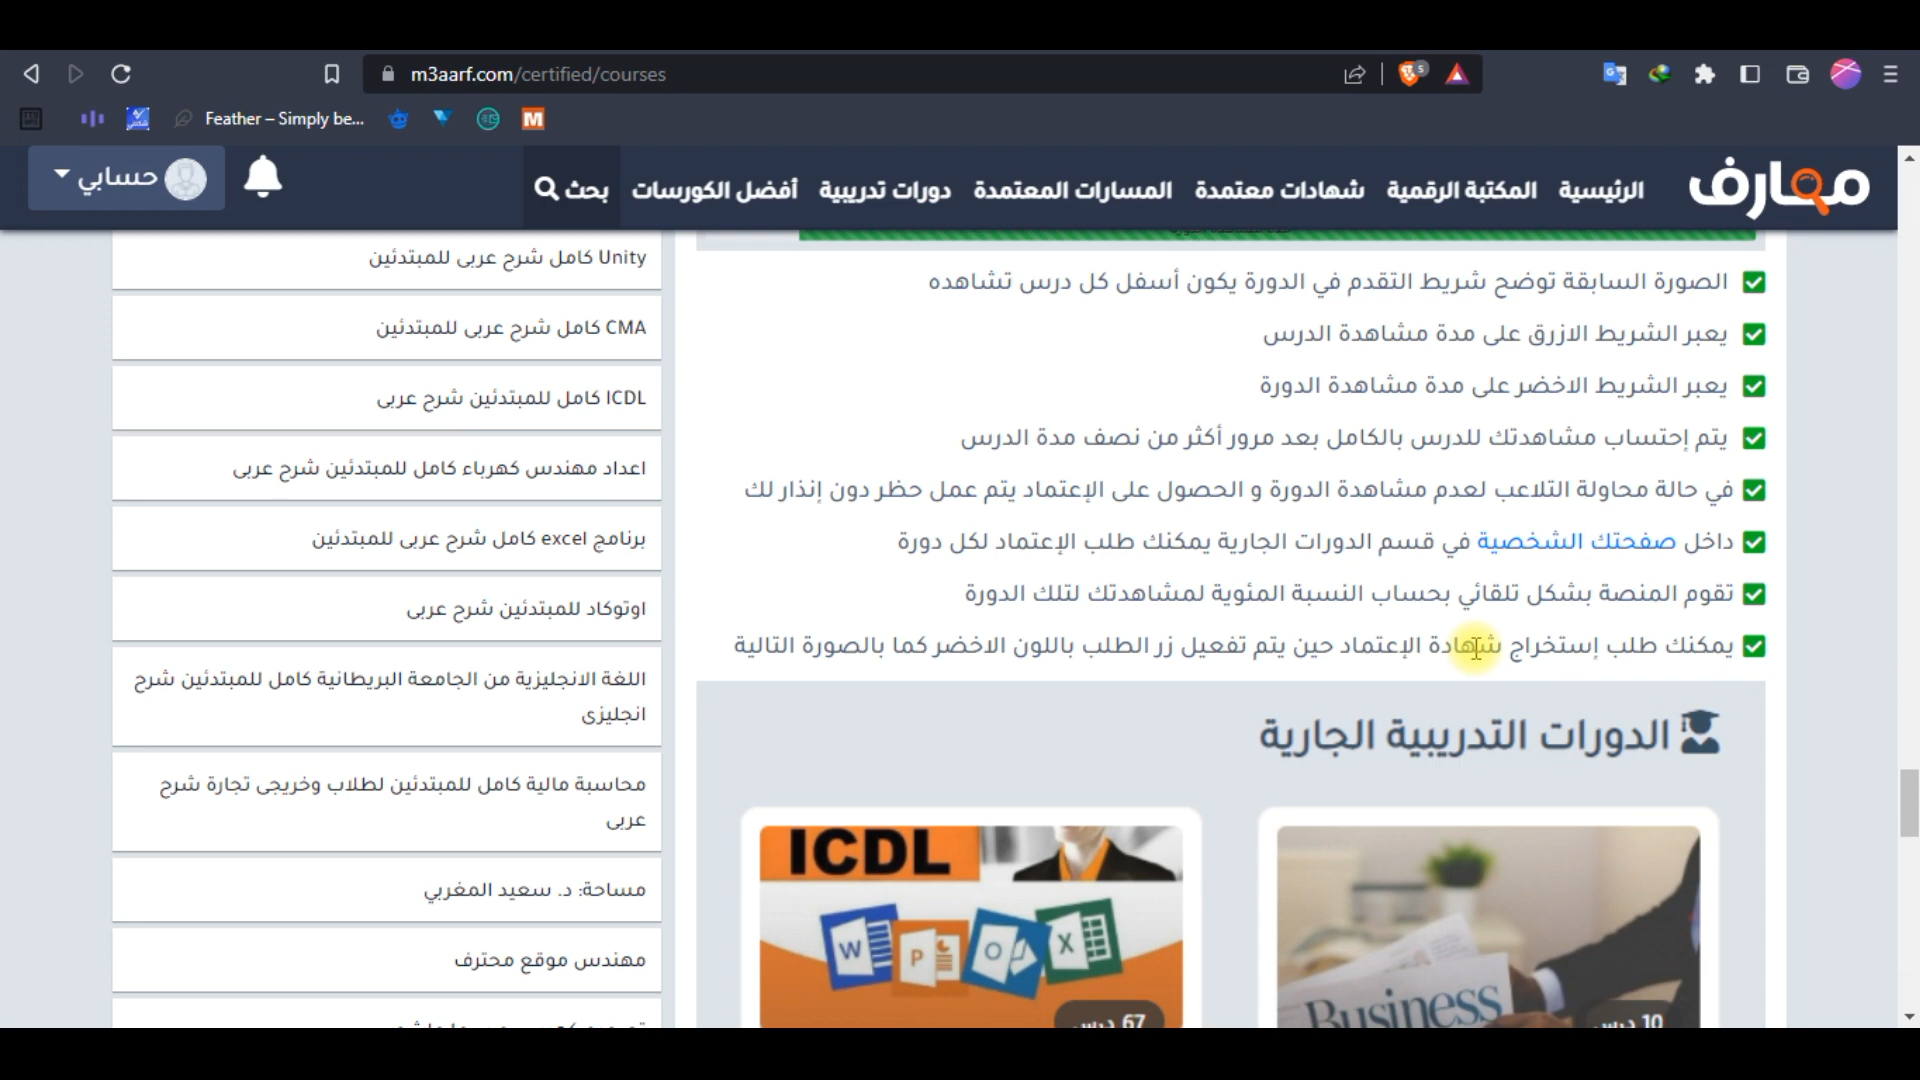 m3aarf.com/certified/courses
5
Feather – Simply be...
معارف
الرئيسية
المكتبة الرقمية
شهادات معتمدة
المسارات المعتمدة
دورات تدريبية
أفضل الكورسات
بحث
حسابي
الصورة السابقة توضح شريط التقدم في الدورة يكون أسفل كل درس تشاهده
يعبر الشريط الازرق على مدة مشاهدة الدرس
يعبر الشريط الاخضر على مدة مشاهدة الدورة
يتم إحتساب مشاهدتك للدرس بالكامل بعد مرور أكثر من نصف مدة الدرس
في حالة محاولة التلاعب لعدم مشاهدة الدورة و الحصول على الإعتماد يتم عمل حظر دون إنذار لك
داخل صفحتك الشخصية في قسم الدورات الجارية يمكنك طلب الإعتماد لكل دورة
تقوم المنصة بشكل تلقائي بحساب النسبة المئوية لمشاهدتك لتلك الدورة
يمكنك طلب إستخراج شهادة الإعتماد حين يتم تفعيل زر الطلب باللون الاخضر كما بالصورة التالية
الدورات التدريبية الجارية
Business
10 درس
ICDL
W
P
O
X
67 درس
Unity كامل شرح عربى للمبتدئين
CMA كامل شرح عربى للمبتدئين
ICDL كامل للمبتدئين شرح عربى
اعداد مهندس كهرباء كامل للمبتدئين شرح عربى
برنامج excel كامل شرح عربى للمبتدئين
اوتوكاد للمبتدئين شرح عربى
اللغة الانجليزية من الجامعة البريطانية كامل للمبتدئين شرح
انجليزى
محاسبة مالية كامل للمبتدئين لطلاب وخريجى تجارة شرح
عربى
مساحة: د. سعيد المغربي
مهندس موقع محترف